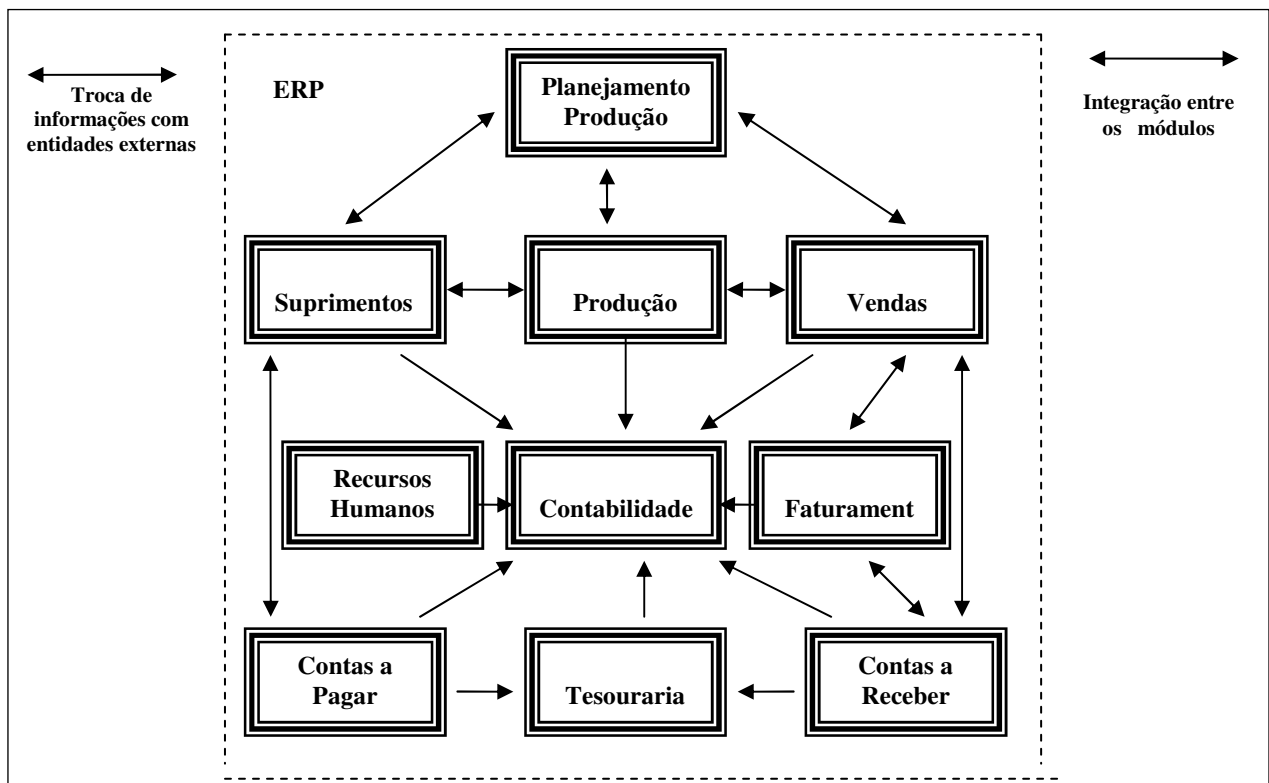 ERP
Planejamento
Produção
Troca de
informações com
entidades externas
Integração entre
os módulos
Suprimentos
Produção
Vendas
Recursos
Humanos
Contabilidade
Faturament
Contas a
Pagar
Tesouraria
Contas a
Receber